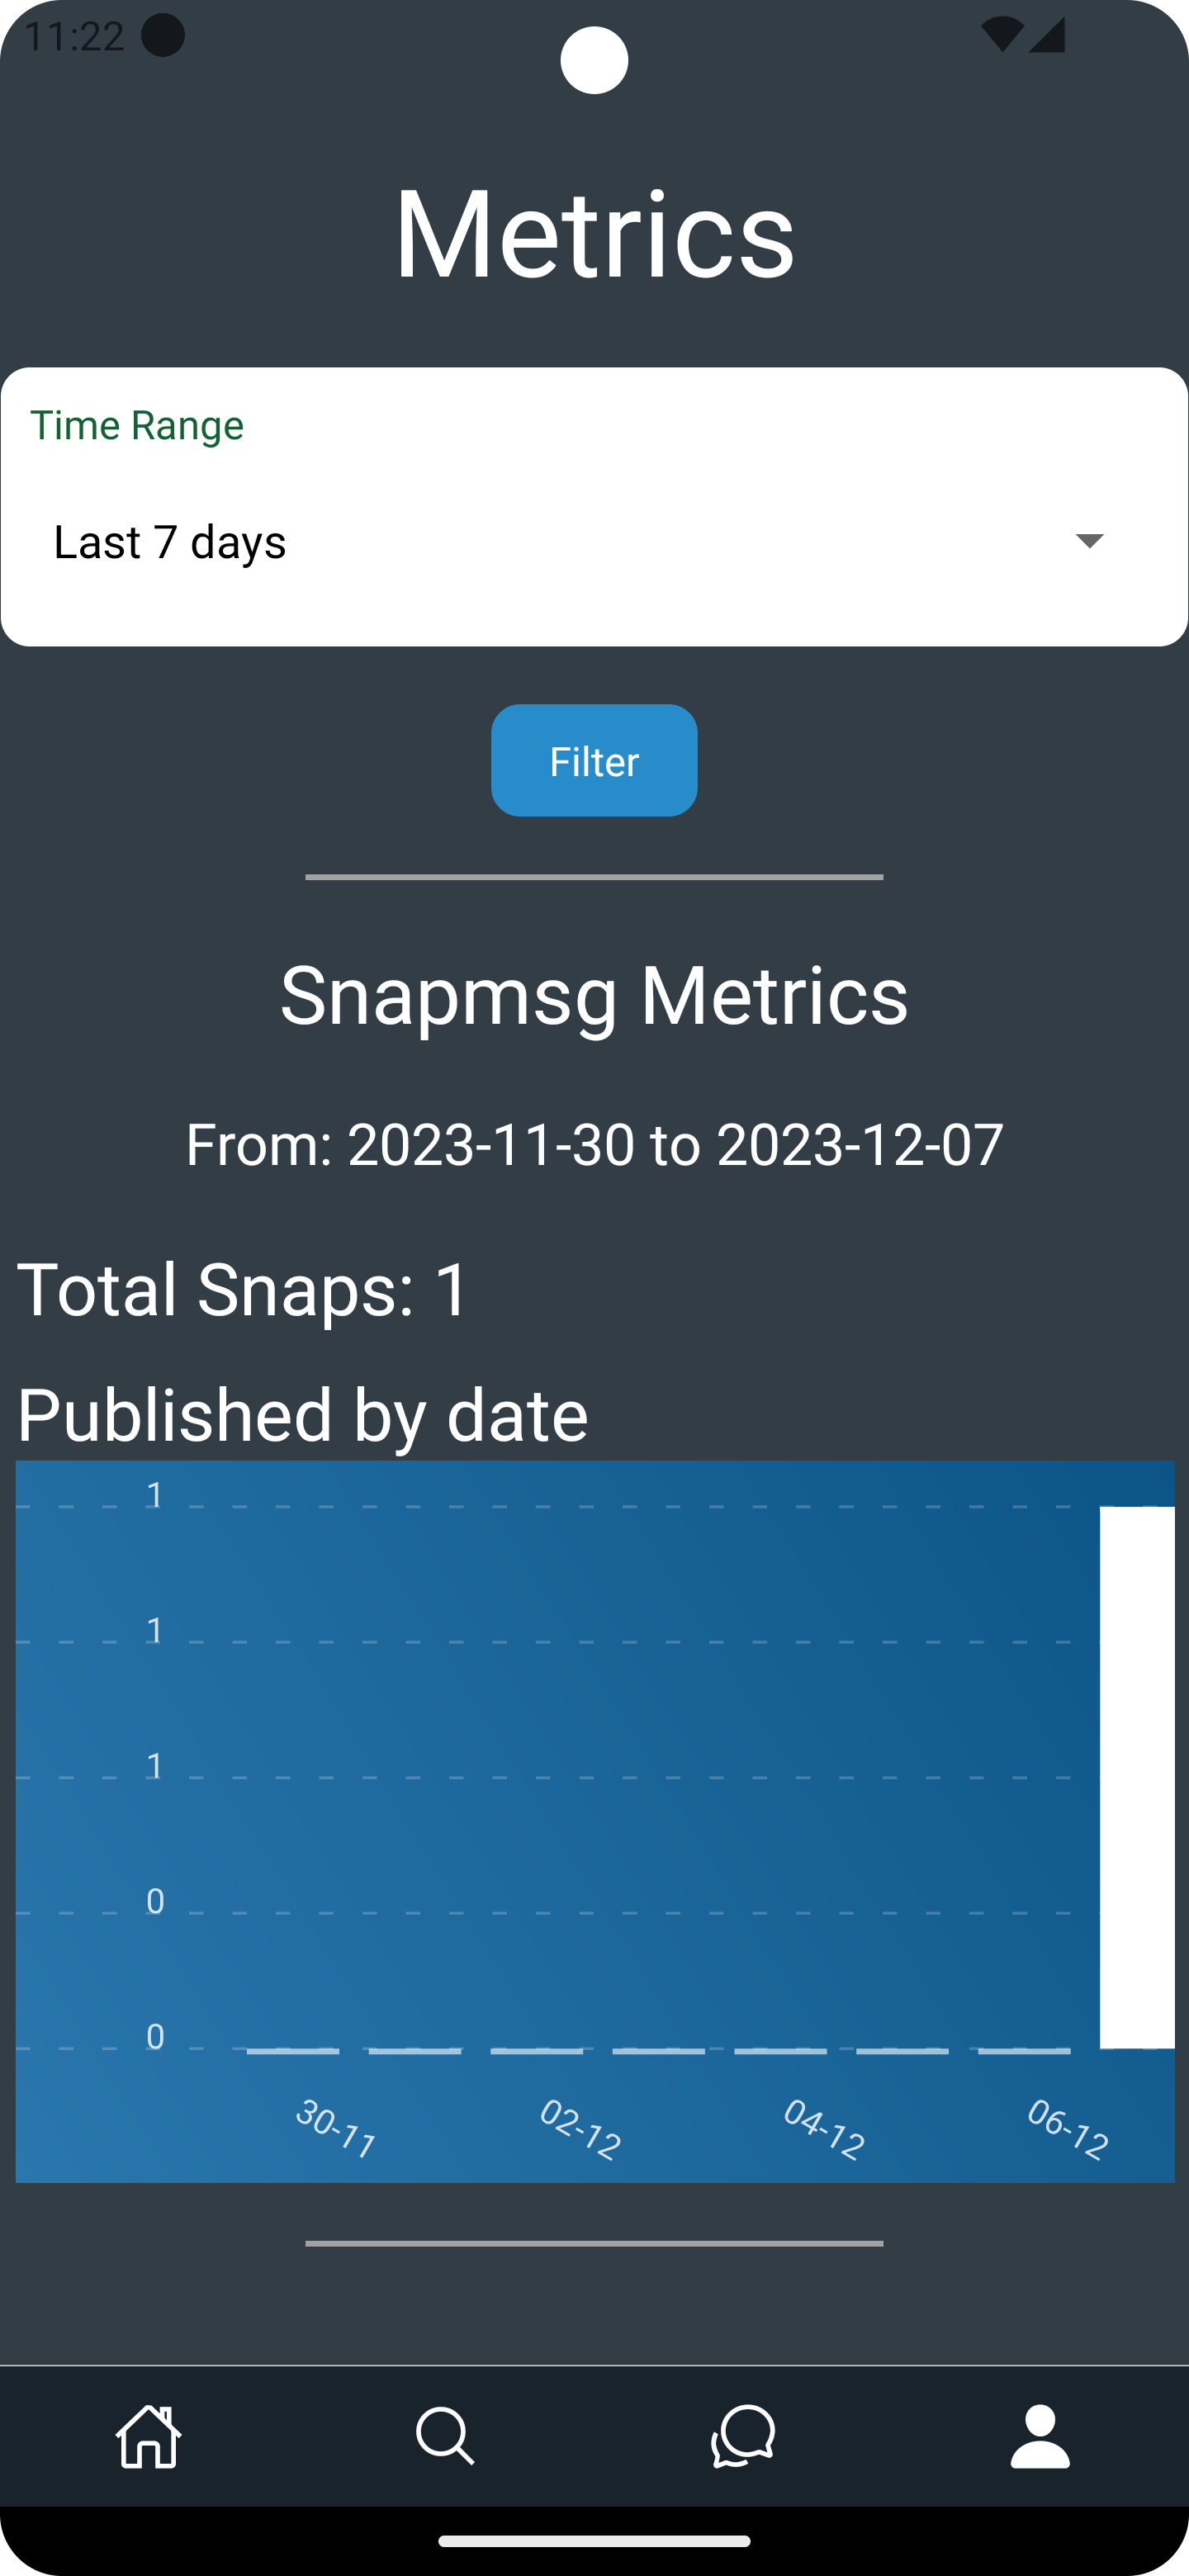 11:22
Metrics
Time Range
Last 7 days
Filter
Snapmsg Metrics
From: 2023-11-30 to 2023-12-07
Total Snaps: 1
Published by date
1
1
1
0
0
30-11 02-12 04-12 06-12